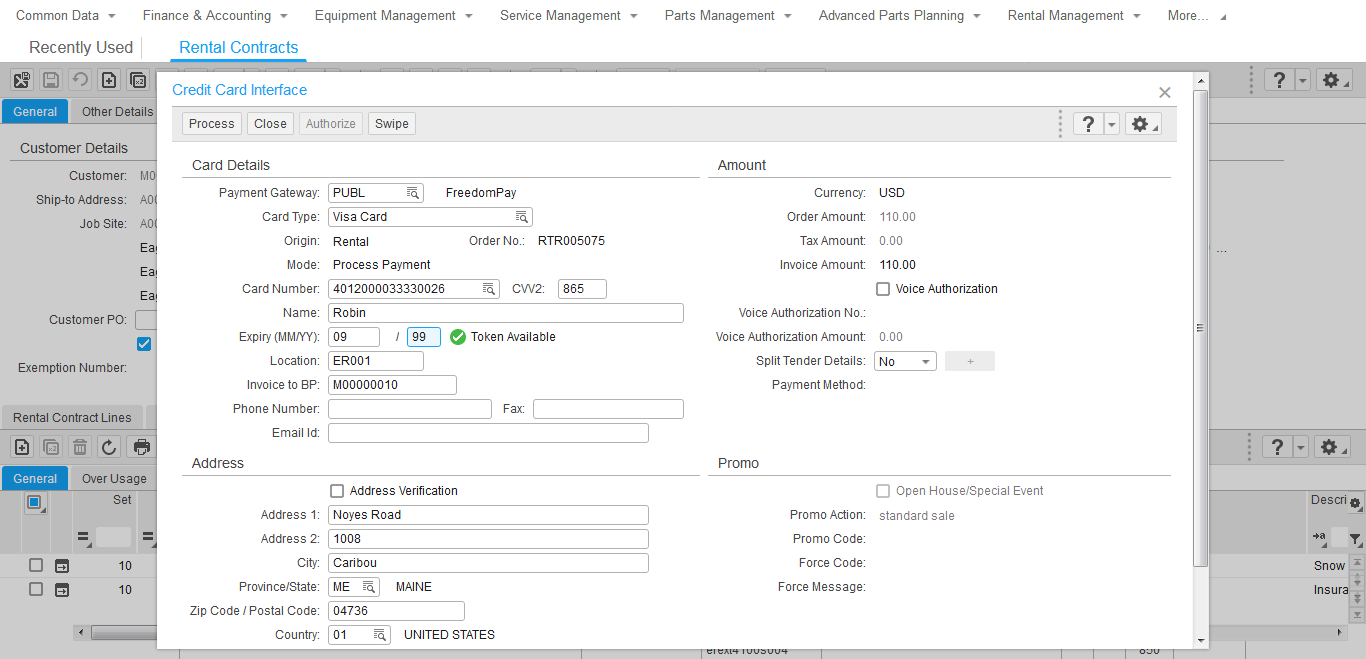 Common Data Finance & Accounting Equipment Management Service Management Parts Management Advanced Parts Planning Rental Management More...
Recently Used Rental Contracts
General Other Details
Customer Details
Customer: M0
Ship-to Address: A00
Job Site: A00
Eag
Eag
Eag
Customer PO:
Exemption Number:
Rental Contract Lines
General Over Usage
Set
10
10
Credit Card Interface
Process Close Authorize Swipe
Card Details
Payment Gateway: PUBL FreedomPay
Card Type: Visa Card
Origin: Rental Order No.: RTR005075
Mode: Process Payment
Card Number: 4012000033330026 CVV2: 865
Name: Robin
Expiry (MM/YY): 09 / 99 Token Available
Location: ER001
Invoice to BP: M00000010
Phone Number: Fax:
Email Id:
Amount
Currency: USD
Order Amount: 110.00
Tax Amount: 0.00
Invoice Amount: 110.00
Voice Authorization
Voice Authorization No.:
Voice Authorization Amount: 0.00
Split Tender Details: No +
Payment Method:
Address
Address Verification
Address 1: Noyes Road
Address 2: 1008
City: Caribou
Province/State: ME MAINE
Zip Code / Postal Code: 04736
Country: 01 UNITED STATES
Promo
Open House/Special Event
Promo Action: standard sale
Promo Code:
Force Code:
Force Message:
...
Descri
Snow
Insura
erext4100s004 850